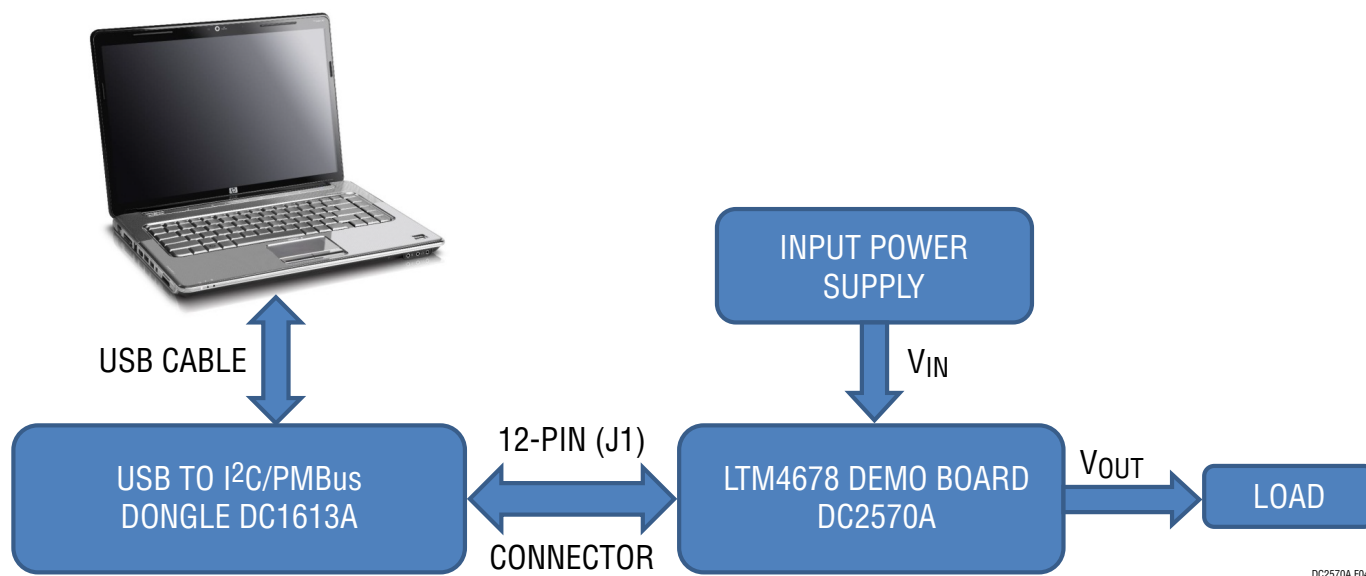 USB CABLE
INPUT POWER
SUPPLY
VIN
12-PIN (J1)
CONNECTOR
USB TO I2C/PMBus
DONGLE DC1613A
LTM4678 DEMO BOARD
DC2570A
VOUT
LOAD